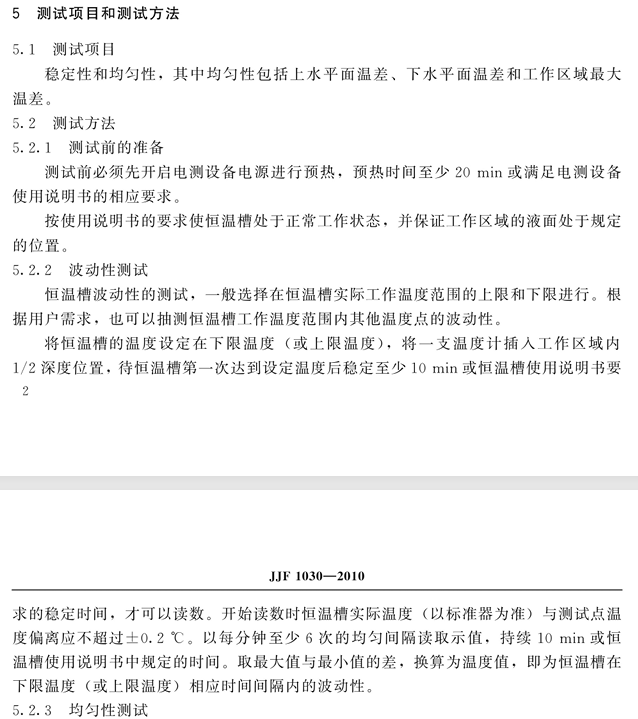 5 测试项目和测试方法
5.1 测试项目
稳定性和均匀性，其中均匀性包括上水平面温差、下水平面温差和工作区域最大
温差。
5.2 测试方法
5.2.1 测试前的准备
测试前必须先开启电测设备电源进行预热，预热时间至少 20 min 或满足电测设备
使用说明书的相应要求。
按使用说明书的要求使恒温槽处于正常工作状态，并保证工作区域的液面处于规定
的位置。
5.2.2 波动性测试
恒温槽波动性的测试，一般选择在恒温槽实际工作温度范围的上限和下限进行。根
据用户需求，也可以抽测恒温槽工作温度范围内其他温度点的波动性。
将恒温槽的温度设定在下限温度（或上限温度），将一支温度计插入工作区域内
1/2 深度位置，待恒温槽第一次达到设定温度后稳定至少 10 min 或恒温槽使用说明书要
2
JJF 1030—2010
求的稳定时间，才可以读数。开始读数时恒温槽实际温度（以标准器为准）与测试点温
度偏离应不超过±0.2 ℃。以每分钟至少 6 次的均匀间隔读取示值，持续 10 min 或恒
温槽使用说明书中规定的时间。取最大值与最小值的差，换算为温度值，即为恒温槽在
下限温度（或上限温度）相应时间间隔内的波动性。
5.2.3 均匀性测试